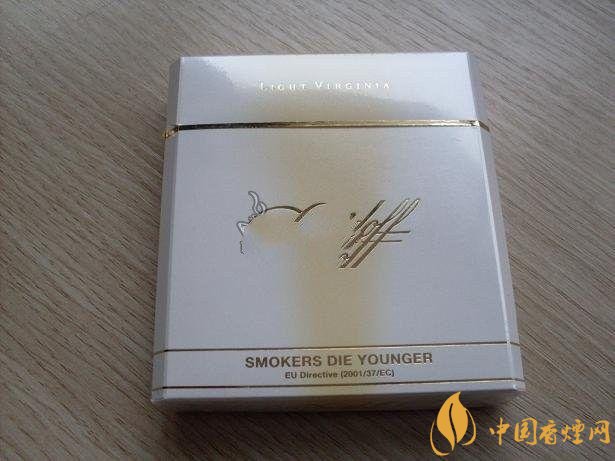 LIGHT VIRGINIA
SMOKERS DIE YOUNGER
EU Directive (2001/37/EC)
中国香烟网